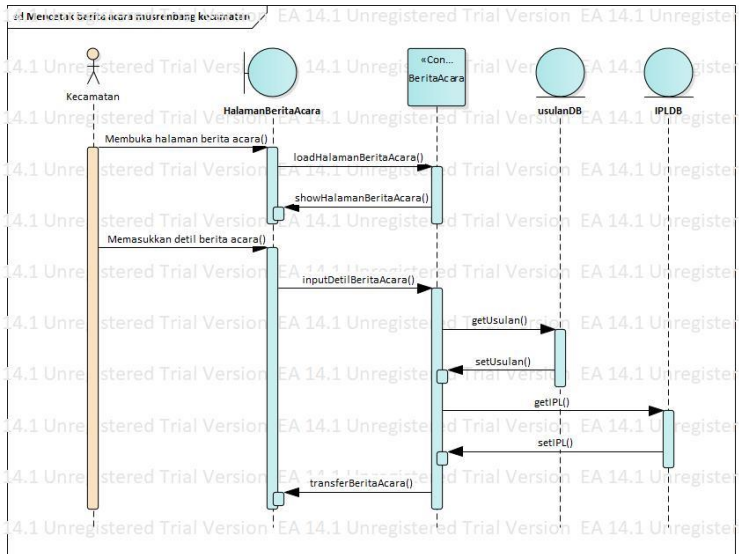 sd Mencetak berita acara musrenbang kecamatan
EA 14.1 Unregistered Trial Version
Kecamatan
HalamanBeritaAcara
«Con...
BeritaAcara
usulanDB
IPLDB
Membuka halaman berita acara()
loadHalamanBeritaAcara()
showHalamanBeritaAcara()
Memasukkan detil berita acara()
inputDetilBeritaAcara()
getUsulan()
setUsulan()
getIPL()
setIPL()
transferBeritaAcara()